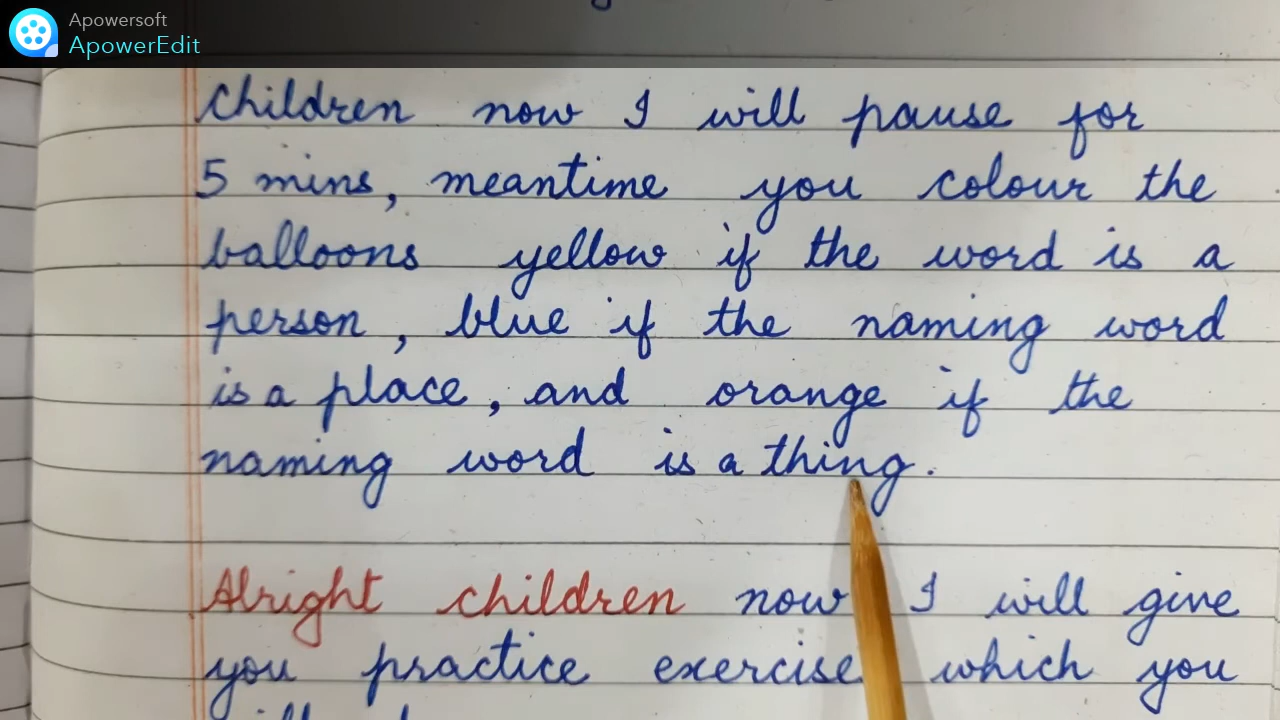 Apowersoft
ApowerEdit
Children now I will pause for
5 mins, meantime you colour the
balloons yellow if the word is a
person, blue if the naming word
is a place, and orange if the
naming word is a thing.
Alright children now I will give
you practice exercise which you